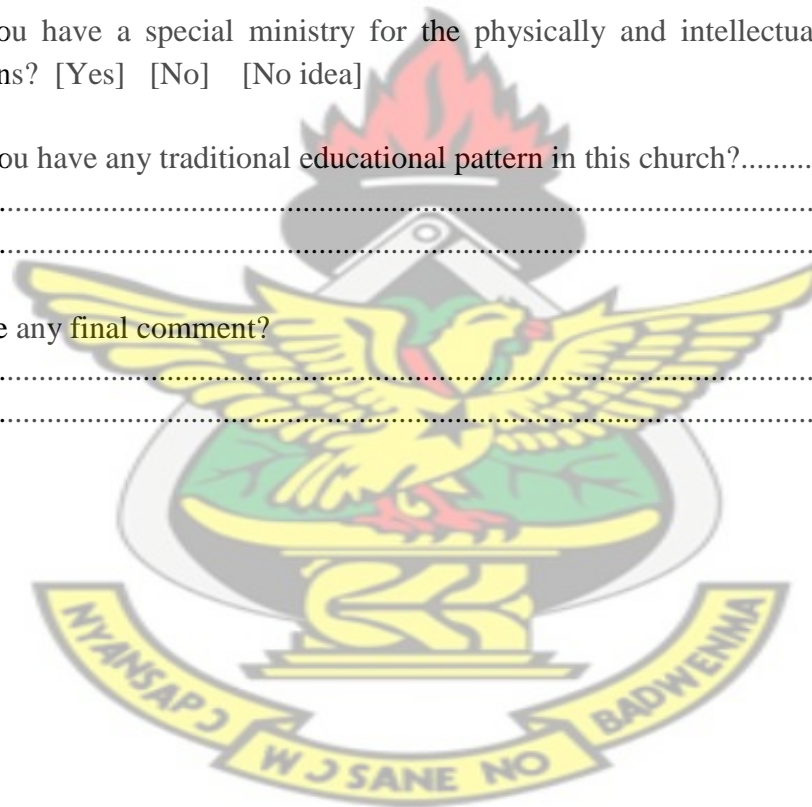 ou have a special ministry for the physically and intellectua
ns? [Yes] [No] [No idea]
ou have any traditional educational pattern in this church?.........
..........................................................................................
..........................................................................................
e any final comment?
..........................................................................................
..........................................................................................
NYANSAPƆ WƆSANE NO BADWENMA